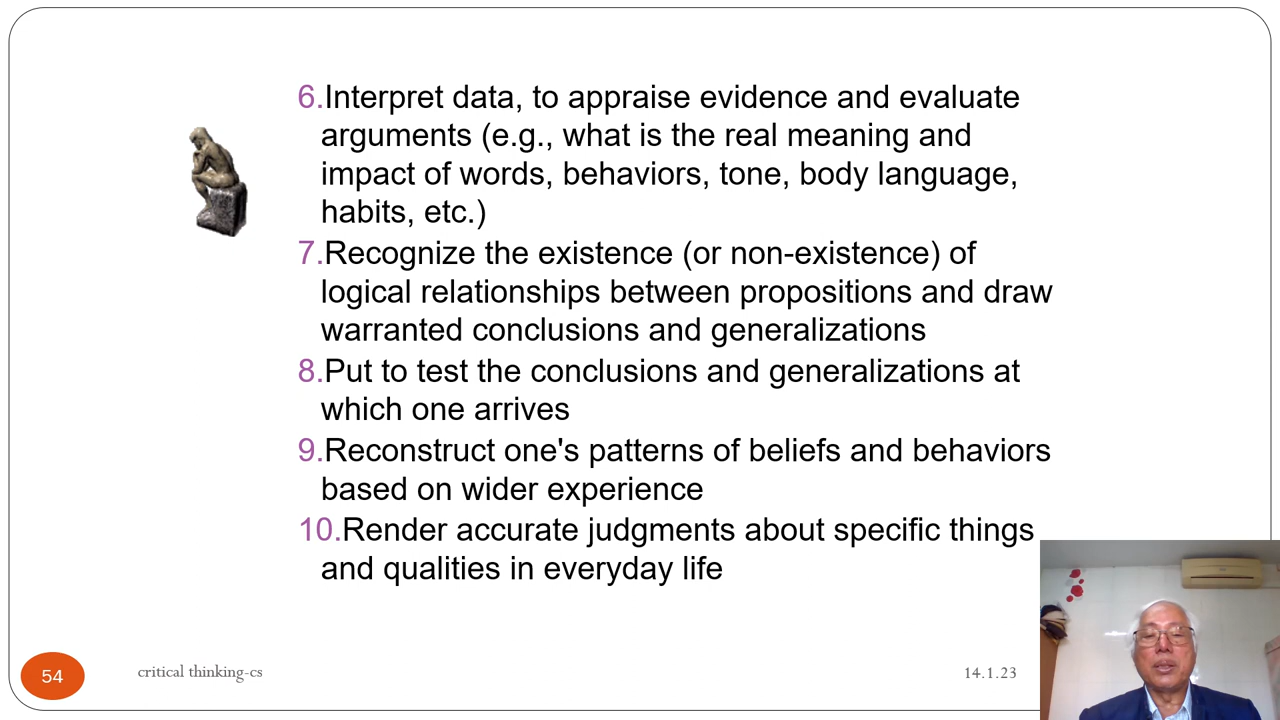 6.Interpret data, to appraise evidence and evaluate
arguments (e.g., what is the real meaning and
impact of words, behaviors, tone, body language,
habits, etc.)
7.Recognize the existence (or non-existence) of
logical relationships between propositions and draw
warranted conclusions and generalizations
8.Put to test the conclusions and generalizations at
which one arrives
9.Reconstruct one's patterns of beliefs and behaviors
based on wider experience
10.Render accurate judgments about specific things
and qualities in everyday life
54
critical thinking-cs
14.1.23